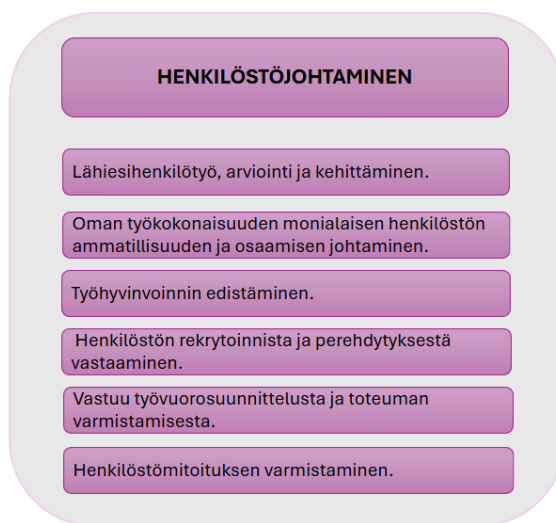 HENKILÖSTÖJOHTAMINEN
Lähiesihenkilötyö, arviointi ja kehittäminen.
Oman työkokonaisuuden monialaisen henkilöstön
ammatillisuuden ja osaamisen johtaminen.
Työhyvinvoinnin edistäminen.
Henkilöstön rekrytoinnista ja perehdytyksestä
vastaaminen.
Vastuu työvuorosuunnittelusta ja toteuman
varmistamisesta.
Henkilöstömitoituksen varmistaminen.